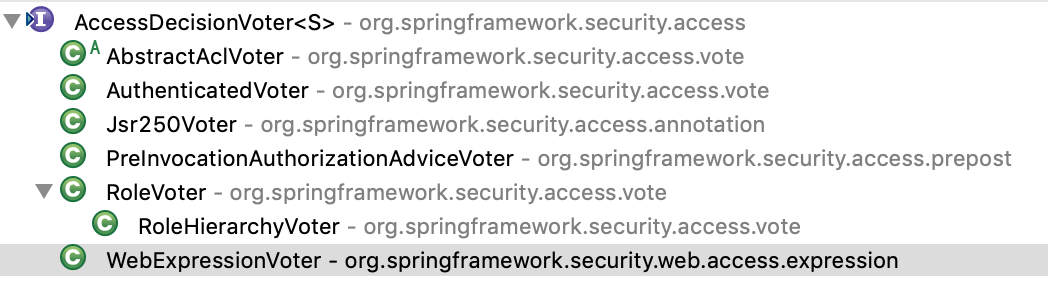 I AccessDecisionVoter<S> - org.springframework.security.access
C A AbstractAclVoter - org.springframework.security.access.vote
C AuthenticatedVoter - org.springframework.security.access.vote
C Jsr250Voter - org.springframework.security.access.annotation
C PreInvocationAuthorizationAdviceVoter - org.springframework.security.access.prepost
C RoleVoter - org.springframework.security.access.vote
C RoleHierarchyVoter - org.springframework.security.access.vote
C WebExpressionVoter - org.springframework.security.web.access.expression